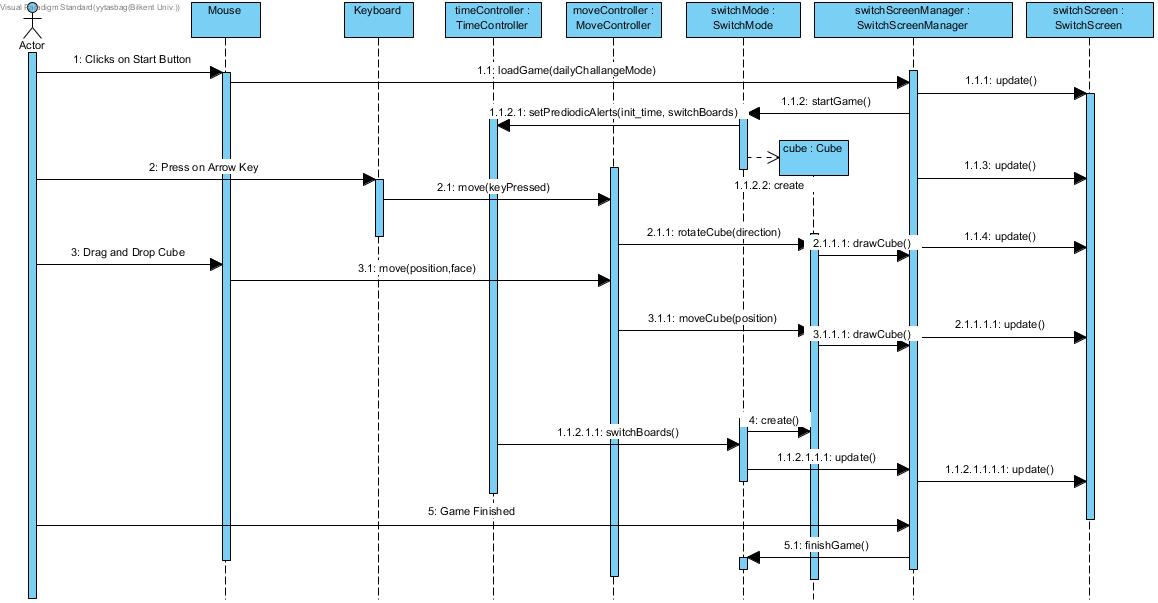 Visual Paradigm Standard(yytasbag(Bilkent Univ.))
Actor
Mouse
Keyboard
timeController :
TimeController
moveController :
MoveController
switchMode :
SwitchMode
switchScreenManager :
SwitchScreenManager
switchScreen :
SwitchScreen
1: Clicks on Start Button
1.1: loadGame(dailyChallangeMode)
1.1.1: update()
1.1.2: startGame()
1.1.2.1: setPrediodicAlerts(init_time, switchBoards)
cube : Cube
1.1.2.2: create
2: Press on Arrow Key
1.1.3: update()
2.1: move(keyPressed)
2.1.1: rotateCube(direction)
2.1.1.1: drawCube()
1.1.4: update()
3: Drag and Drop Cube
3.1: move(position,face)
3.1.1: moveCube(position)
3.1.1.1: drawCube()
2.1.1.1.1: update()
4: create()
1.1.2.1.1: switchBoards()
1.1.2.1.1.1: update()
1.1.2.1.1.1.1: update()
5: Game Finished
5.1: finishGame()